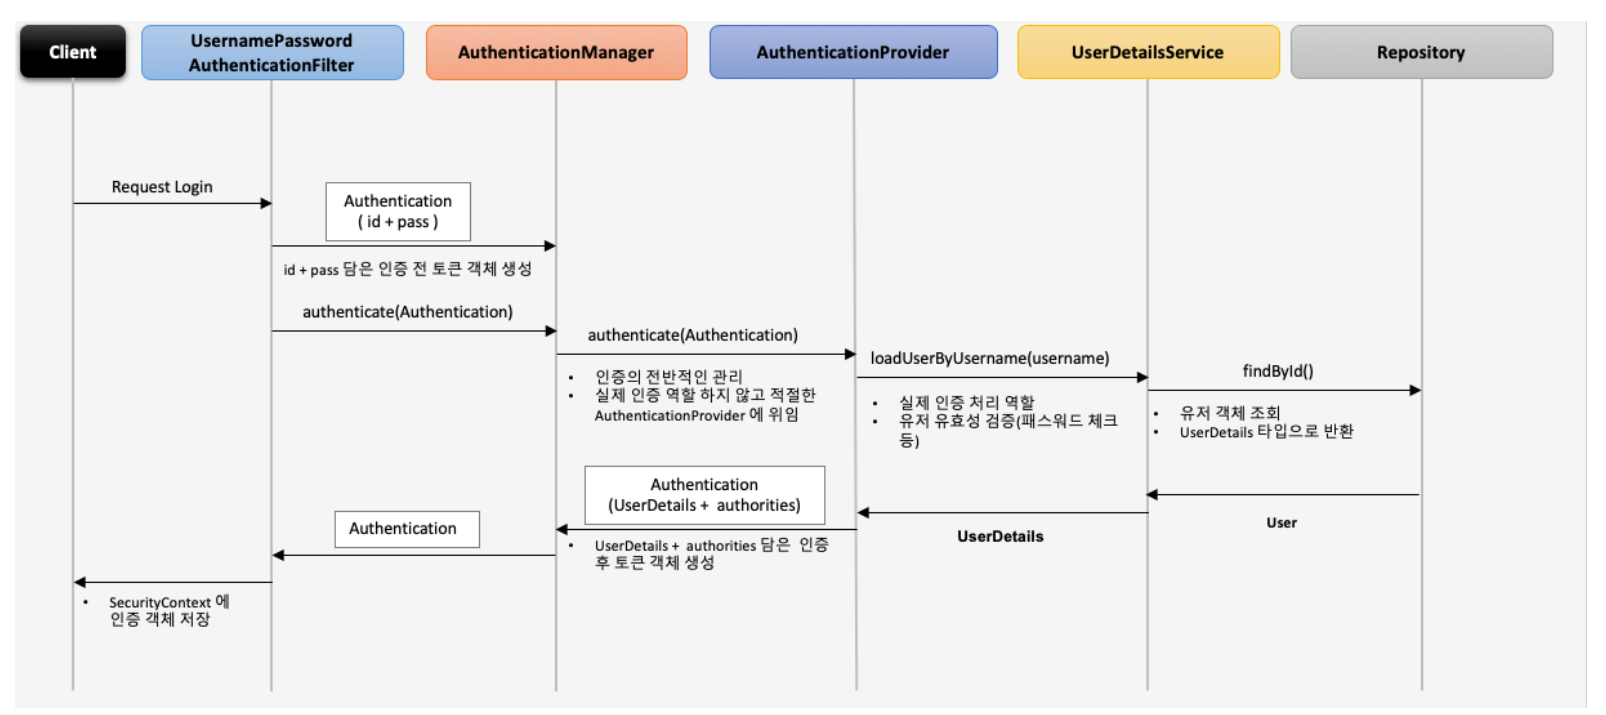 Client
UsernamePassword
AuthenticationFilter
AuthenticationManager
AuthenticationProvider
UserDetailsService
Repository
Request Login
Authentication
( id + pass )
id + pass 담은 인증 전 토큰 객체 생성
authenticate(Authentication)
authenticate(Authentication)
• 인증의 전반적인 관리
• 실제 인증 역할 하지 않고 적절한
AuthenticationProvider 에 위임
loadUserByUsername(username)
• 실제 인증 처리 역할
• 유저 유효성 검증(패스워드 체크
등)
findById()
• 유저 객체 조회
• UserDetails 타입으로 반환
User
UserDetails
Authentication
(UserDetails + authorities)
• UserDetails + authorities 담은 인증
후 토큰 객체 생성
Authentication
• SecurityContext 에
인증 객체 저장